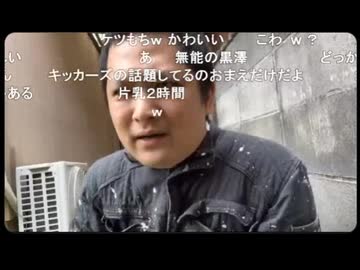 ケツもちw かわいい こわw？
い あ 無能の黒澤 どっか
ん キッカーズの話題してるのおまえだけだよ
ある 片乳2時間
w